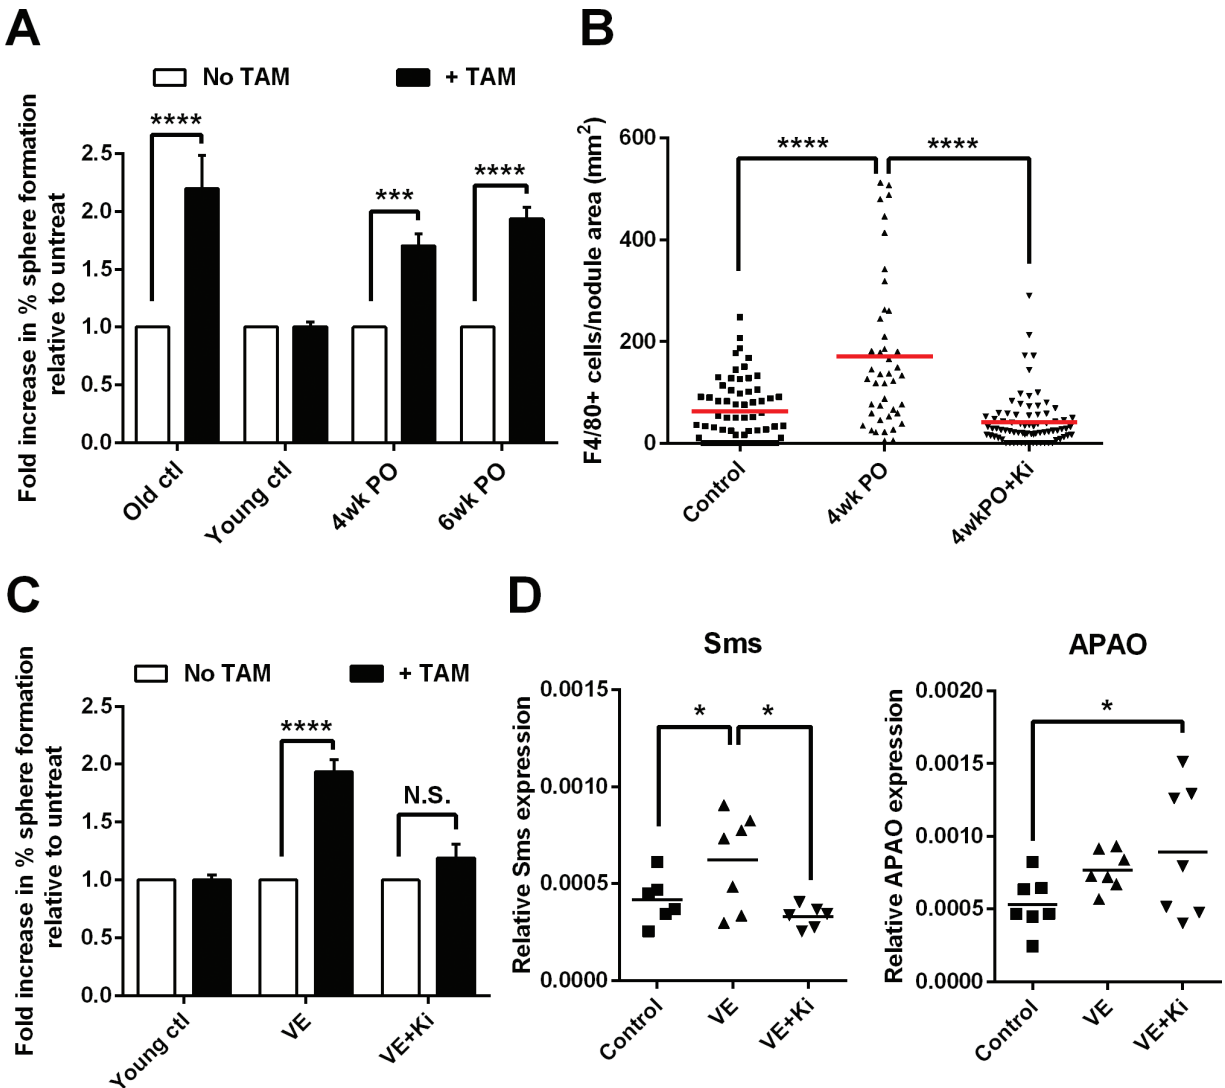 A
No TAM
+ TAM
Fold increase in % sphere formation
relative to untreat
2.5
2.0
1.5
1.0
0.5
0.0
****
***
****
Old ctl
Young ctl
4wk PO
6wk PO
B
F4/80+ cells/nodule area (mm²)
600
400
200
0
****
****
Control
4wk PO
4wkPO+Ki
C
No TAM
+ TAM
Fold increase in % sphere formation
relative to untreat
2.5
2.0
1.5
1.0
0.5
0.0
****
N.S.
Young ctl
VE
VE+Ki
D
Sms
Relative Sms expression
0.0015
0.0010
0.0005
0.0000
*
*
Control
VE
VE+Ki
APAO
Relative APAO expression
0.0020
0.0015
0.0010
0.0005
0.0000
*
Control
VE
VE+Ki